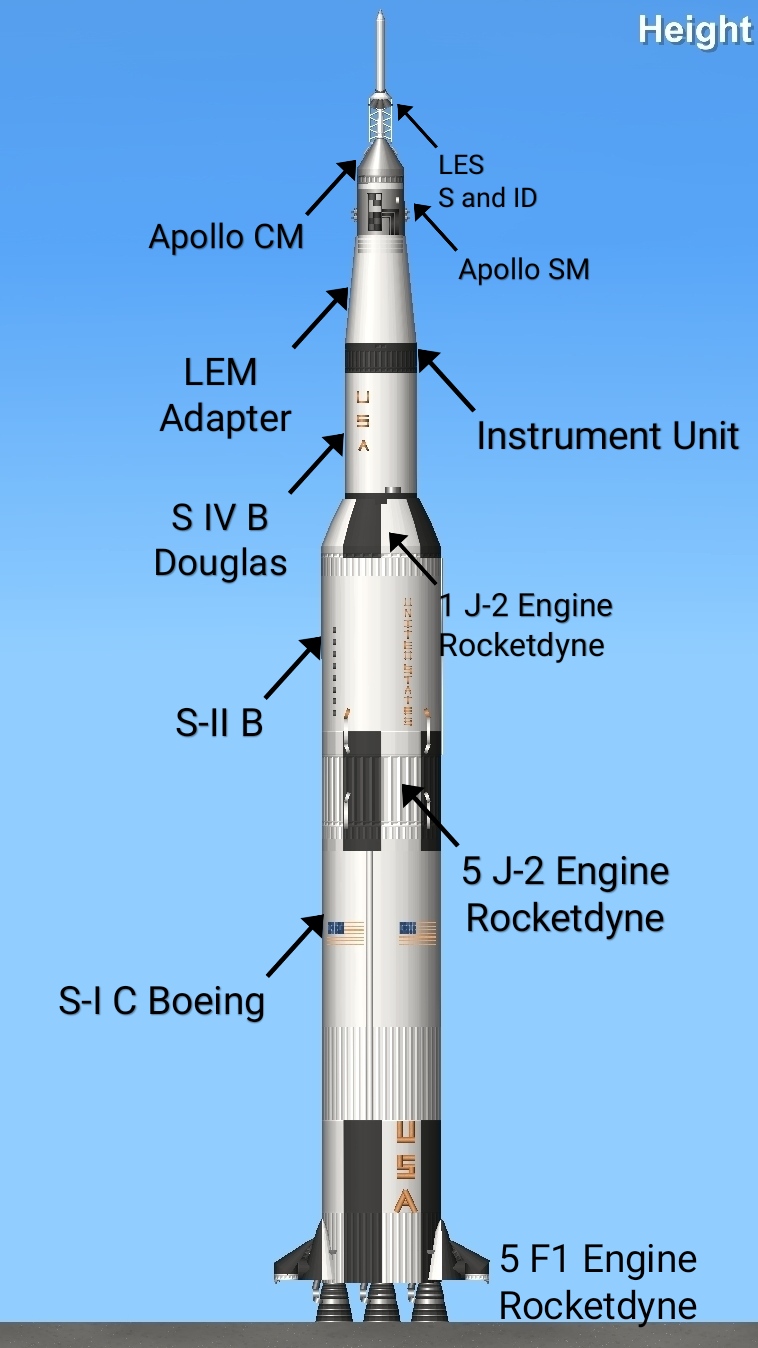 Height
LES
S and ID
Apollo CM
Apollo SM
LEM
Adapter
Instrument Unit
USA
S IV B
Douglas
1 J-2 Engine
Rocketdyne
UNITED STATES
S-II B
5 J-2 Engine
Rocketdyne
S-I C Boeing
USA
5 F1 Engine
Rocketdyne